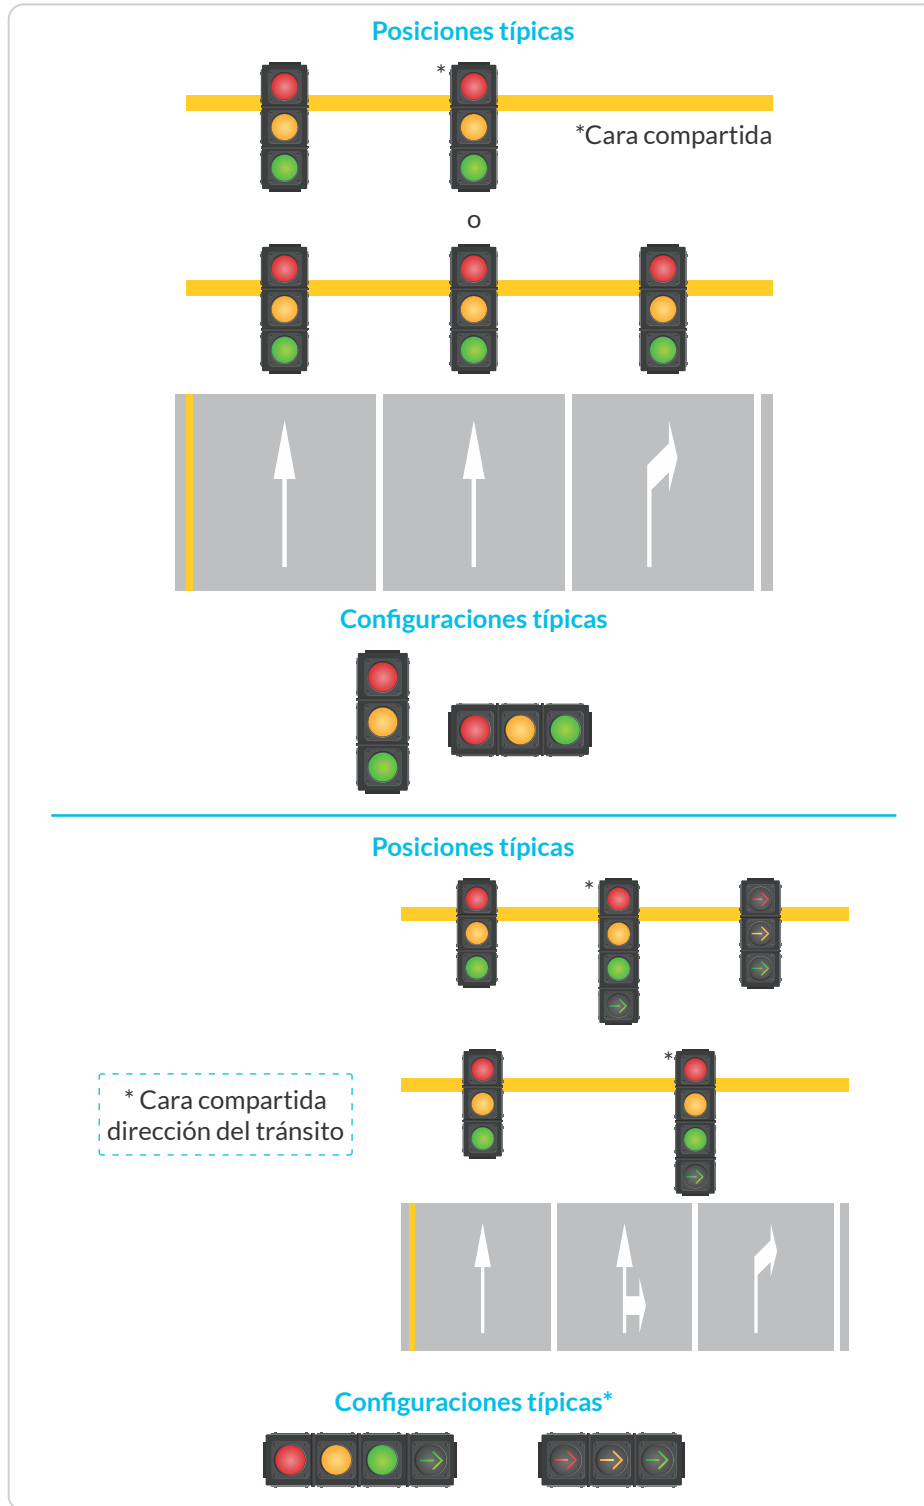 Posiciones típicas
*
*Cara compartida
o
Configuraciones típicas
Posiciones típicas
*
*
* Cara compartida
dirección del tránsito
Configuraciones típicas*